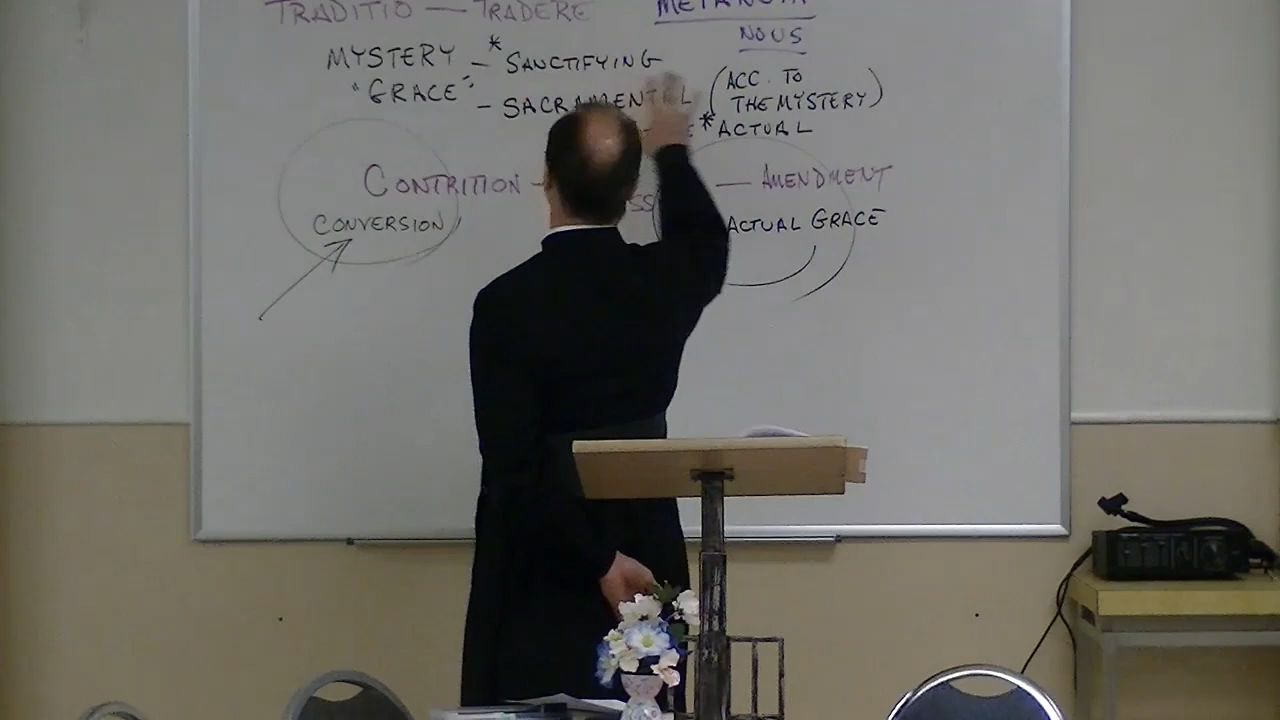 TRADITIO — TRADERE
METANOIA
NOUS
MYSTERY — * SANCTIFYING
"GRACE" — SACRAMENTAL (ACC. TO
THE MYSTERY)
* ACTUAL
CONTRITION — — AMENDMENT
CONVERSION ACTUAL GRACE